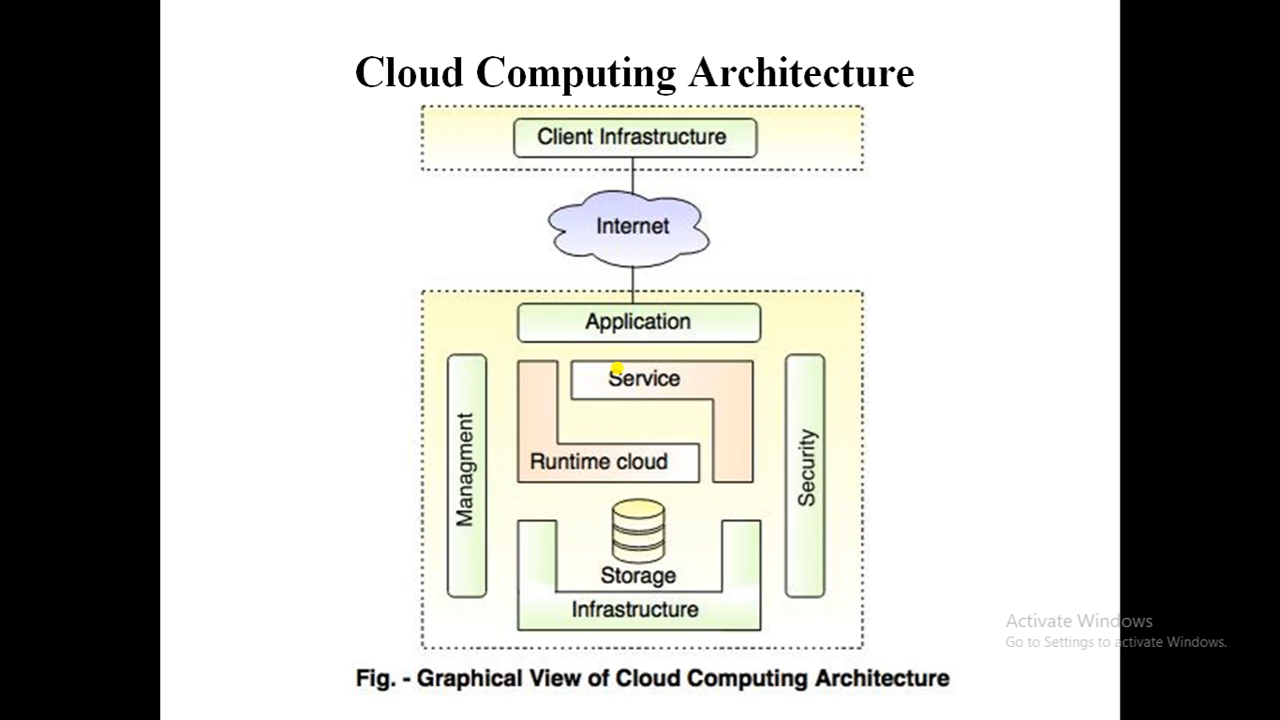 Cloud Computing Architecture
Client Infrastructure
Internet
Application
Service
Runtime cloud
Managment
Security
Storage
Infrastructure
Activate Windows
Go to Settings to activate Windows.
Fig. - Graphical View of Cloud Computing Architecture